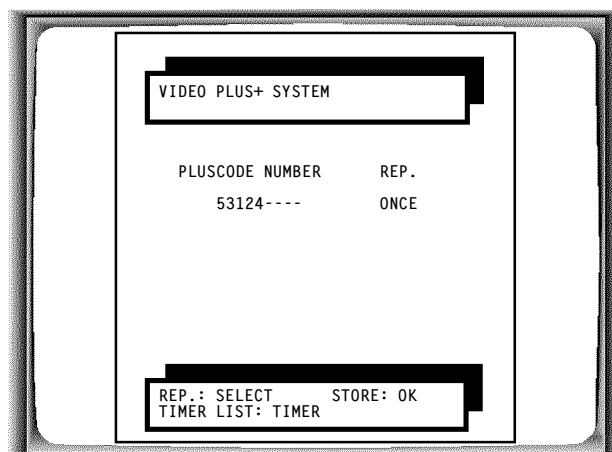 VIDEO PLUS+ SYSTEM
PLUSCODE NUMBER REP.
53124---- ONCE
REP.: SELECT STORE: OK
TIMER LIST: TIMER